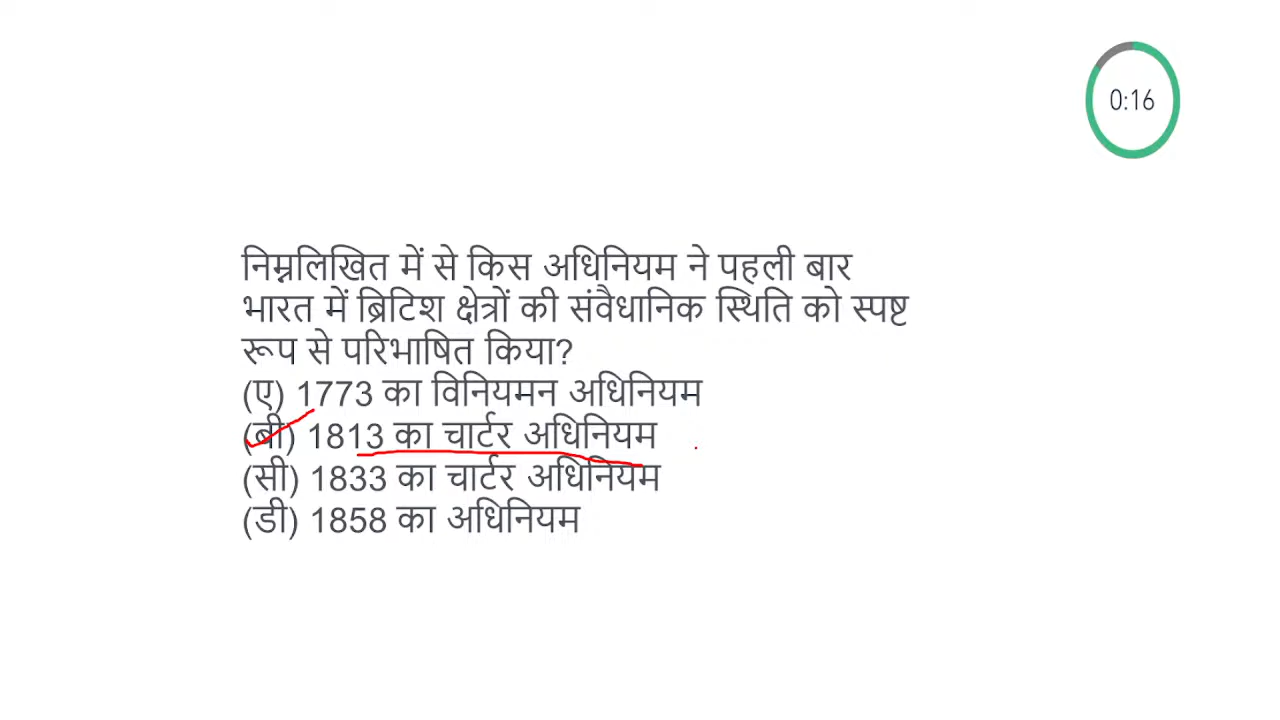 0:16
निम्नलिखित में से किस अधिनियम ने पहली बार
भारत में ब्रिटिश क्षेत्रों की संवैधानिक स्थिति को स्पष्ट
रूप से परिभाषित किया?
(ए) 1773 का विनियमन अधिनियम
(बी) 1813 का चार्टर अधिनियम
(सी) 1833 का चार्टर अधिनियम
(डी) 1858 का अधिनियम